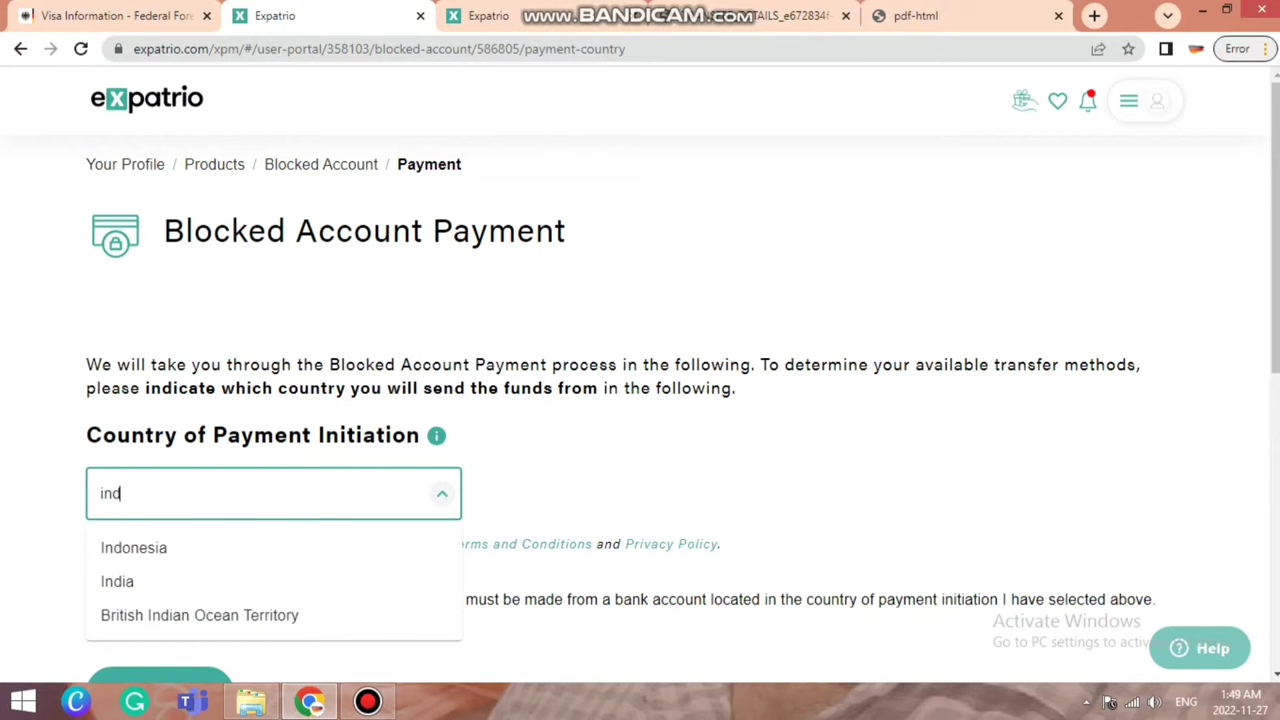 Visa Information - Federal For
Expatrio
Expatrio
www.BANDICAM.com
AILS_e672834f-
pdf-html
expatrio.com/xpm/#/user-portal/358103/blocked-account/586805/payment-country
Error
expatrio
Your Profile / Products / Blocked Account / Payment
Blocked Account Payment
We will take you through the Blocked Account Payment process in the following. To determine your available transfer methods,
please indicate which country you will send the funds from in the following.
Country of Payment Initiation
ind
Indonesia
India
British Indian Ocean Territory
erms and Conditions and Privacy Policy.
must be made from a bank account located in the country of payment initiation I have selected above.
Activate Windows
Go to PC settings to activ
Help
ENG
1:49 AM
2022-11-27